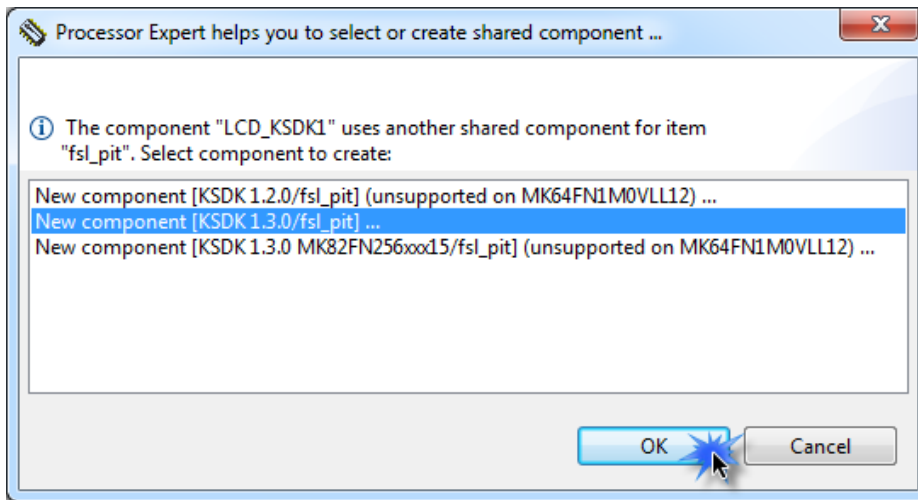 Processor Expert helps you to select or create shared component ...
The component "LCD_KSDK1" uses another shared component for item
"fsl_pit". Select component to create:
New component [KSDK 1.2.0/fsl_pit] (unsupported on MK64FN1M0VLL12) ...
New component [KSDK 1.3.0/fsl_pit] ...
New component [KSDK 1.3.0 MK82FN256xxx15/fsl_pit] (unsupported on MK64FN1M0VLL12) ...
OK Cancel